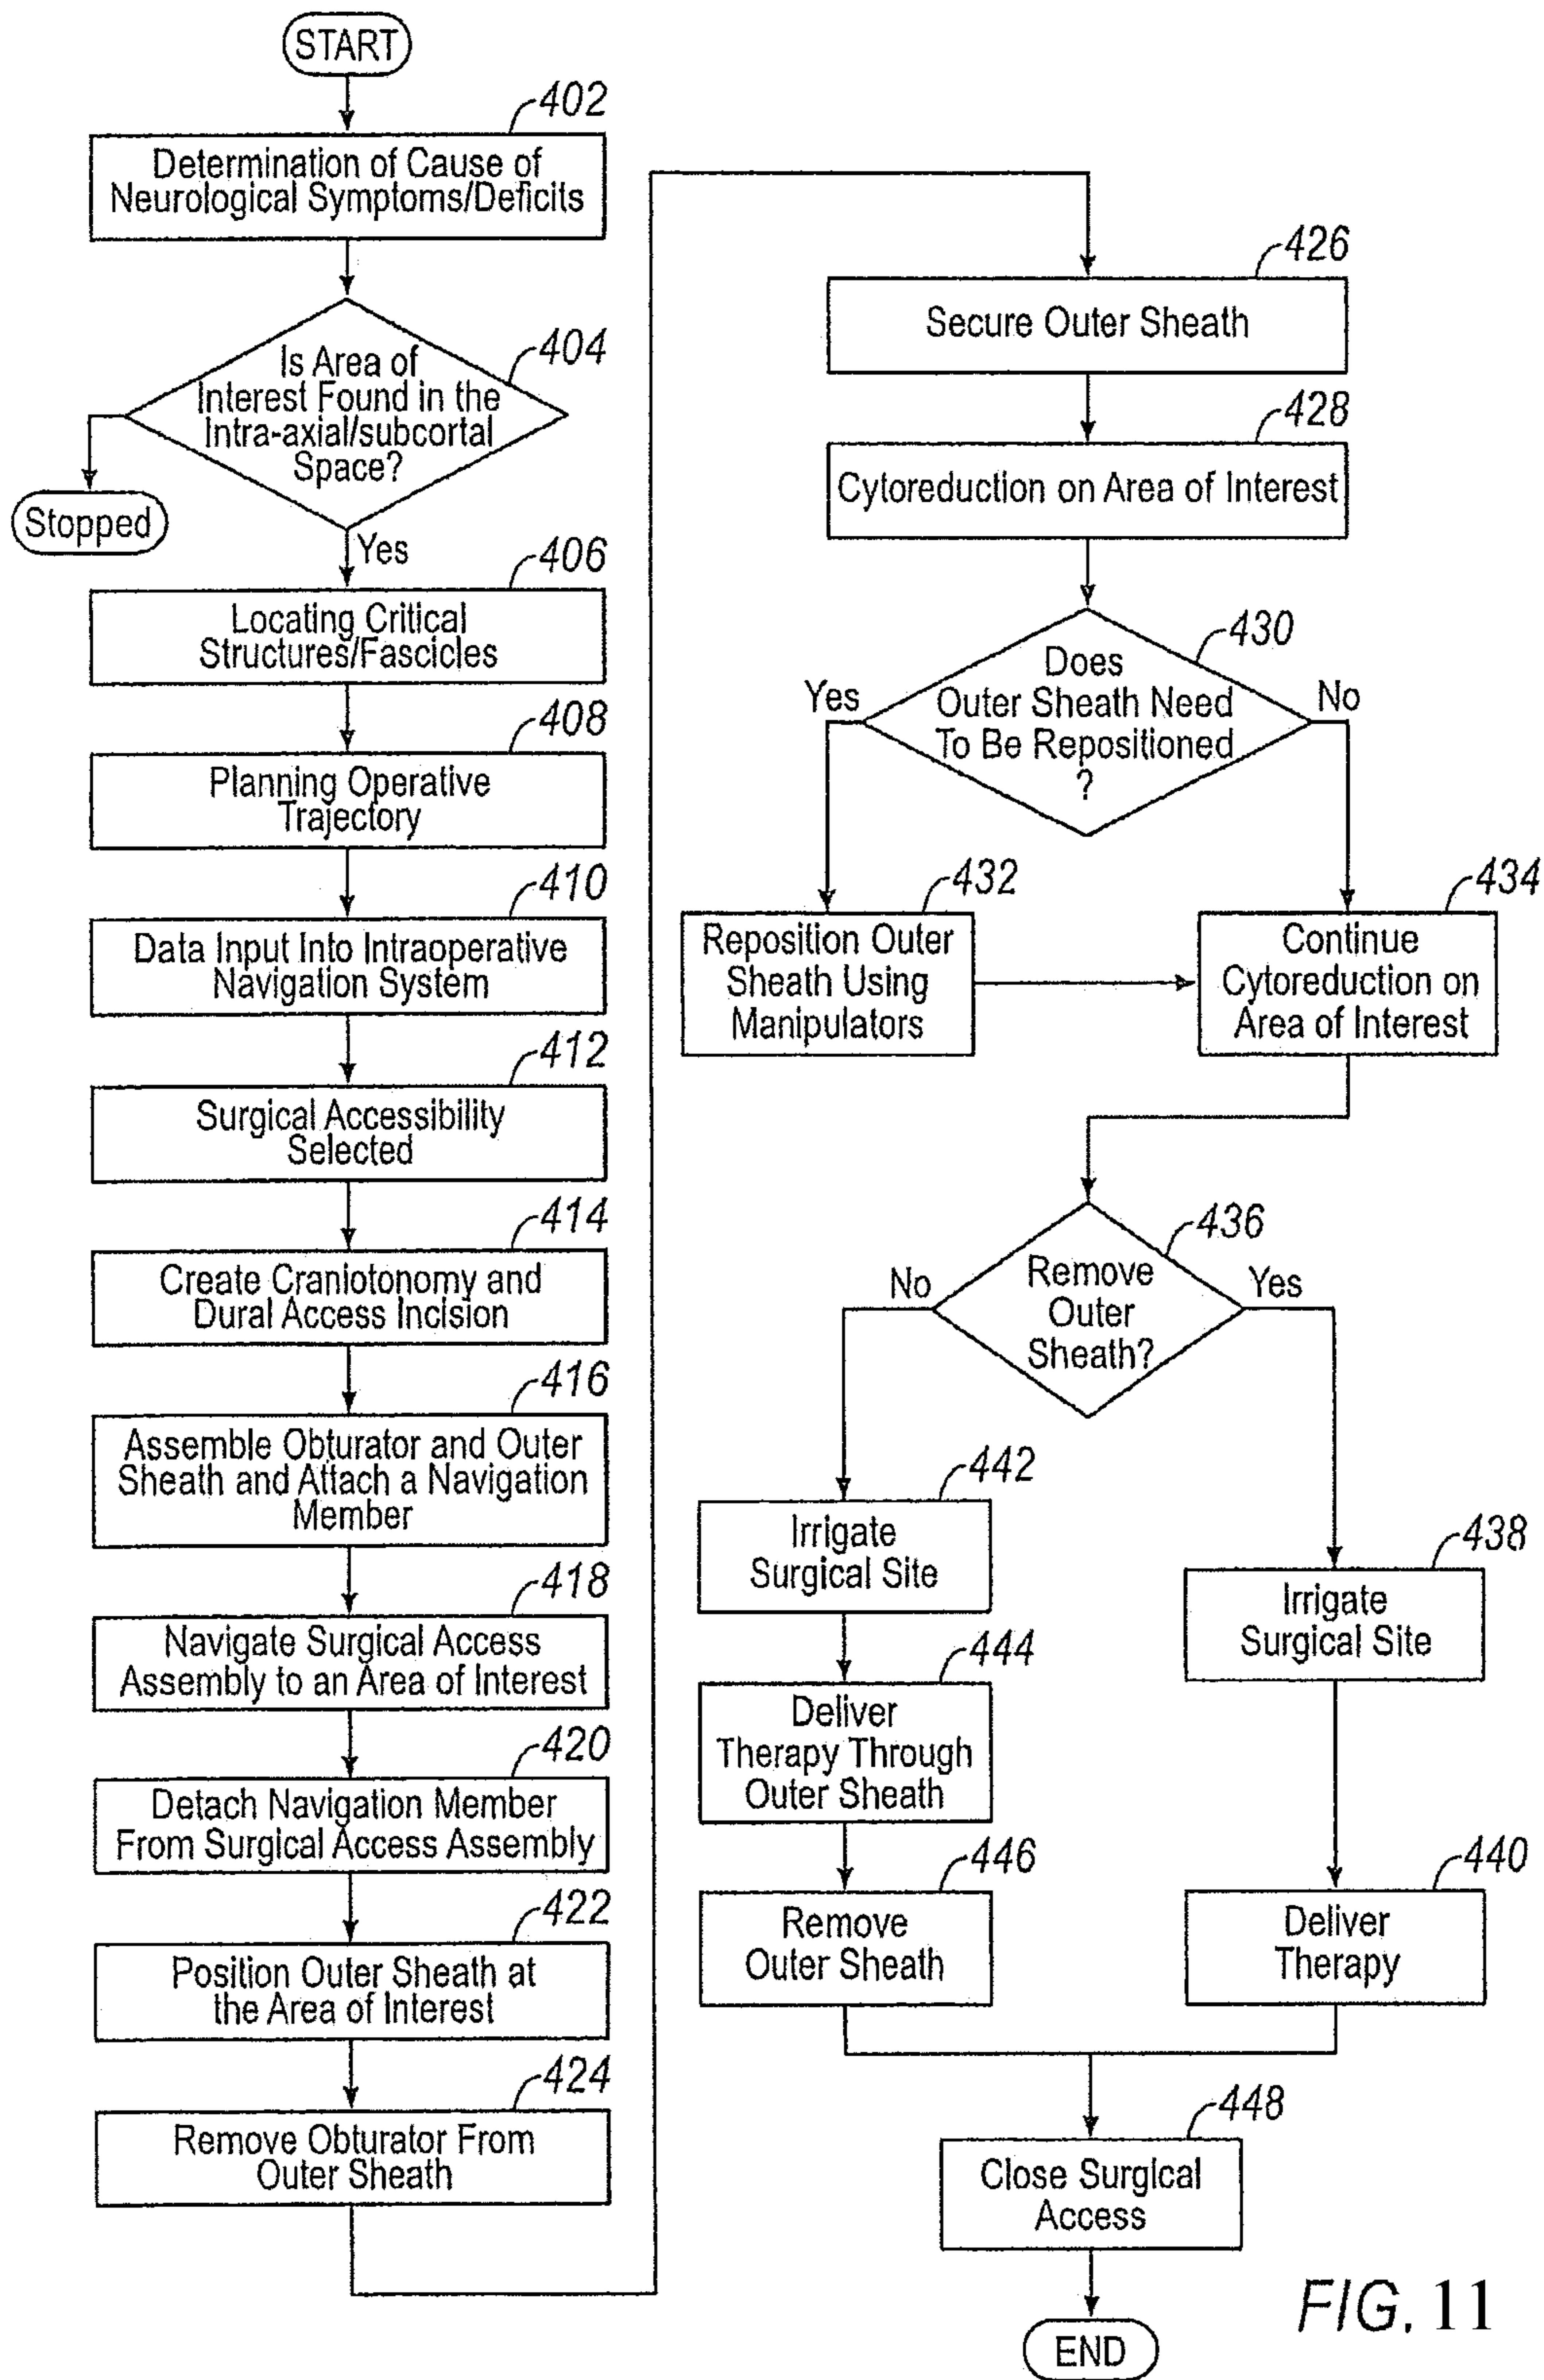 START
402
Determination of Cause of
Neurological Symptoms/Deficits
404
Is Area of
Interest Found in the
Intra-axial/subcortal
Space?
Stopped
Yes
406
Locating Critical
Structures/Fascicles
408
Planning Operative
Trajectory
410
Data Input Into Intraoperative
Navigation System
412
Surgical Accessibility
Selected
414
Create Craniotonomy and
Dural Access Incision
416
Assemble Obturator and Outer
Sheath and Attach a Navigation
Member
418
Navigate Surgical Access
Assembly to an Area of Interest
420
Detach Navigation Member
From Surgical Access Assembly
422
Position Outer Sheath at
the Area of Interest
424
Remove Obturator From
Outer Sheath
426
Secure Outer Sheath
428
Cytoreduction on Area of Interest
430
Does
Outer Sheath Need
To Be Repositioned
?
Yes
No
432
Reposition Outer
Sheath Using
Manipulators
434
Continue
Cytoreduction on
Area of Interest
436
Remove
Outer
Sheath?
No
Yes
442
Irrigate
Surgical Site
444
Deliver
Therapy Through
Outer Sheath
446
Remove
Outer Sheath
438
Irrigate
Surgical Site
440
Deliver
Therapy
448
Close Surgical
Access
END
FIG. 11